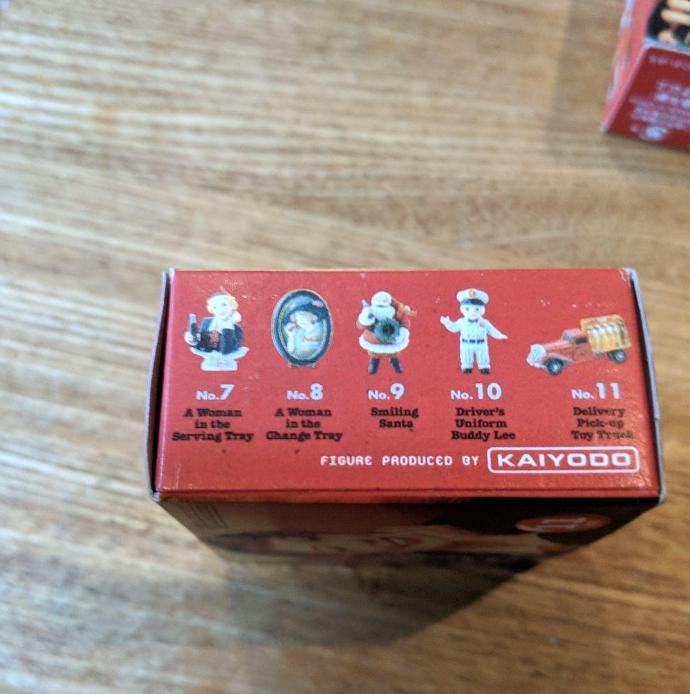 No.7
A Woman
in the
Serving Tray
No.8
A Woman
in the
Change Tray
No.9
Smiling
Santa
No.10
Driver's
Uniform
Buddy Lee
No.11
Delivery
Pick-up
Toy Truck
FIGURE PRODUCED BY KAIYODO